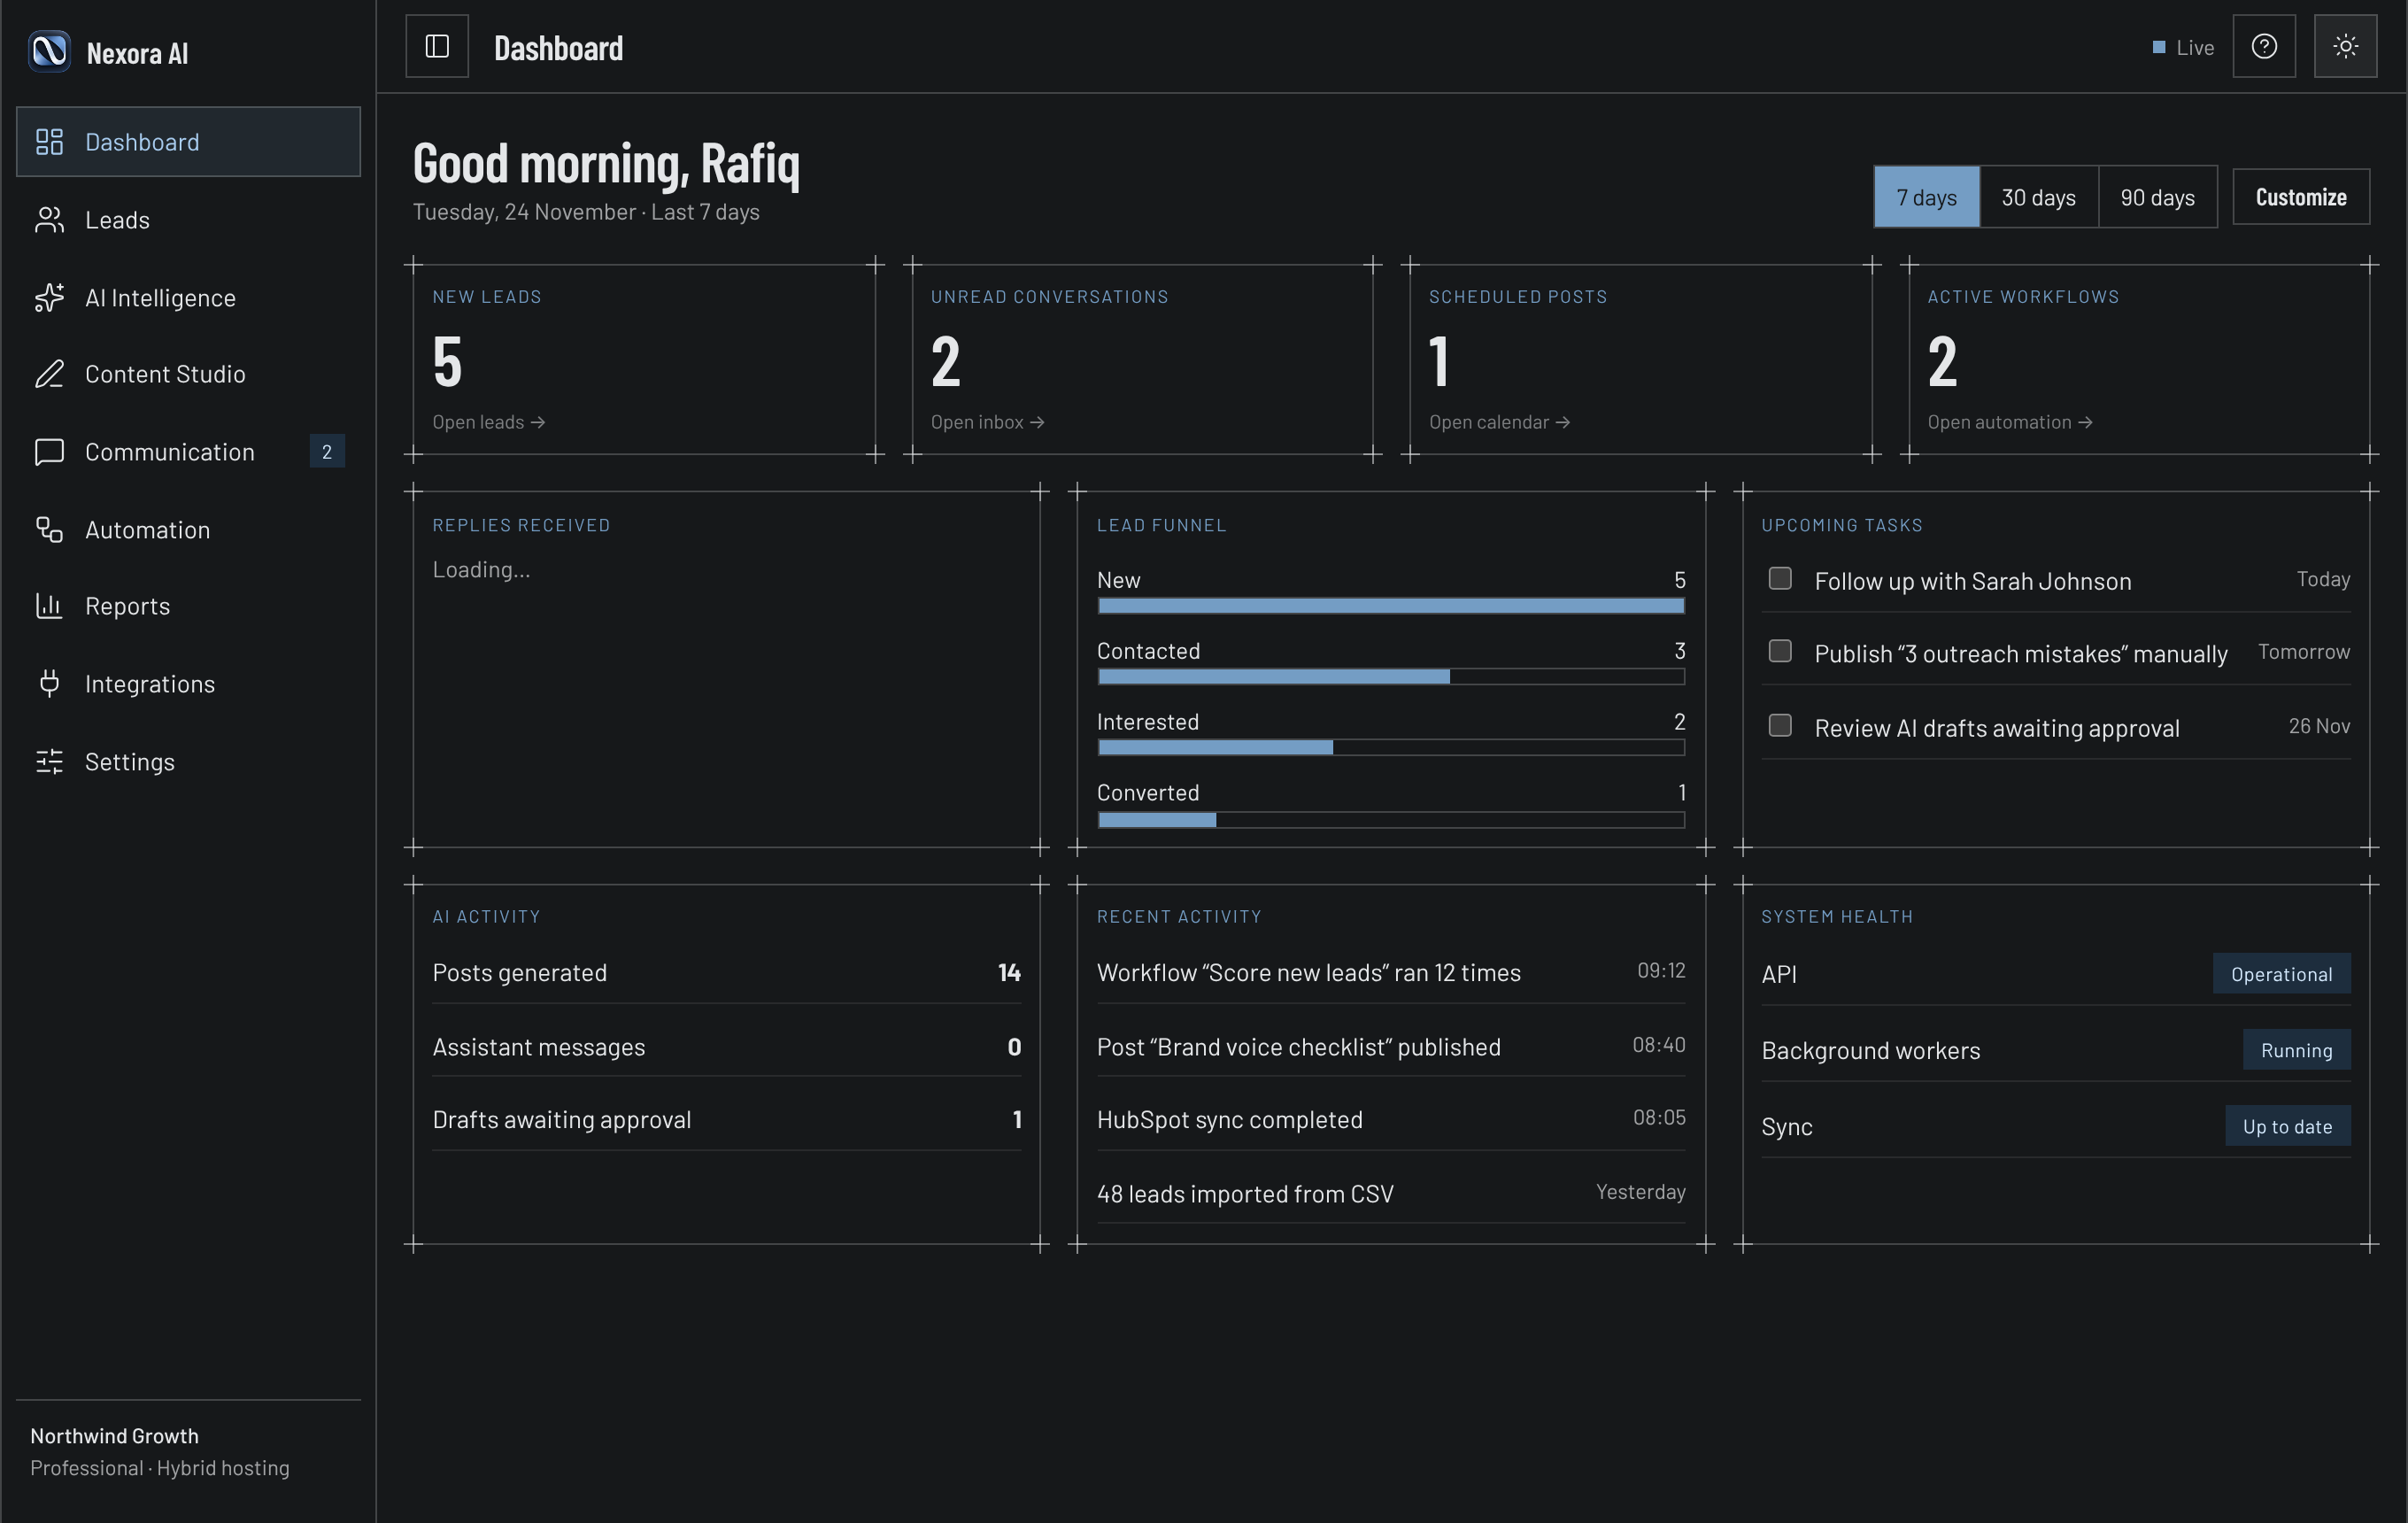 Nexora AI
Dashboard
Leads
AI Intelligence
Content Studio
Communication 2
Automation
Reports
Integrations
Settings
Northwind Growth
Professional · Hybrid hosting
Dashboard
Live
Good morning, Rafiq
Tuesday, 24 November · Last 7 days
7 days 30 days 90 days Customize
NEW LEADS
5
Open leads →
UNREAD CONVERSATIONS
2
Open inbox →
SCHEDULED POSTS
1
Open calendar →
ACTIVE WORKFLOWS
2
Open automation →
REPLIES RECEIVED
Loading...
LEAD FUNNEL
New 5
Contacted 3
Interested 2
Converted 1
UPCOMING TASKS
Follow up with Sarah Johnson Today
Publish “3 outreach mistakes” manually Tomorrow
Review AI drafts awaiting approval 26 Nov
AI ACTIVITY
Posts generated 14
Assistant messages 0
Drafts awaiting approval 1
RECENT ACTIVITY
Workflow “Score new leads” ran 12 times 09:12
Post “Brand voice checklist” published 08:40
HubSpot sync completed 08:05
48 leads imported from CSV Yesterday
SYSTEM HEALTH
API Operational
Background workers Running
Sync Up to date